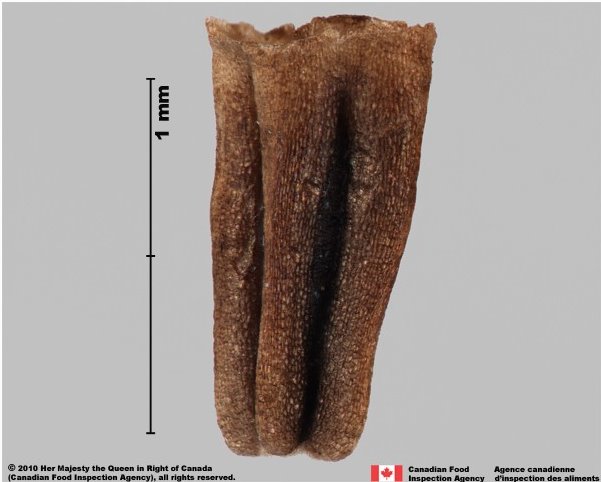 1 mm
© 2010 Her Majesty the Queen in Right of Canada
(Canadian Food Inspection Agency), all rights reserved.
Canadian Food
Inspection Agency
Agence canadienne
d'inspection des aliments